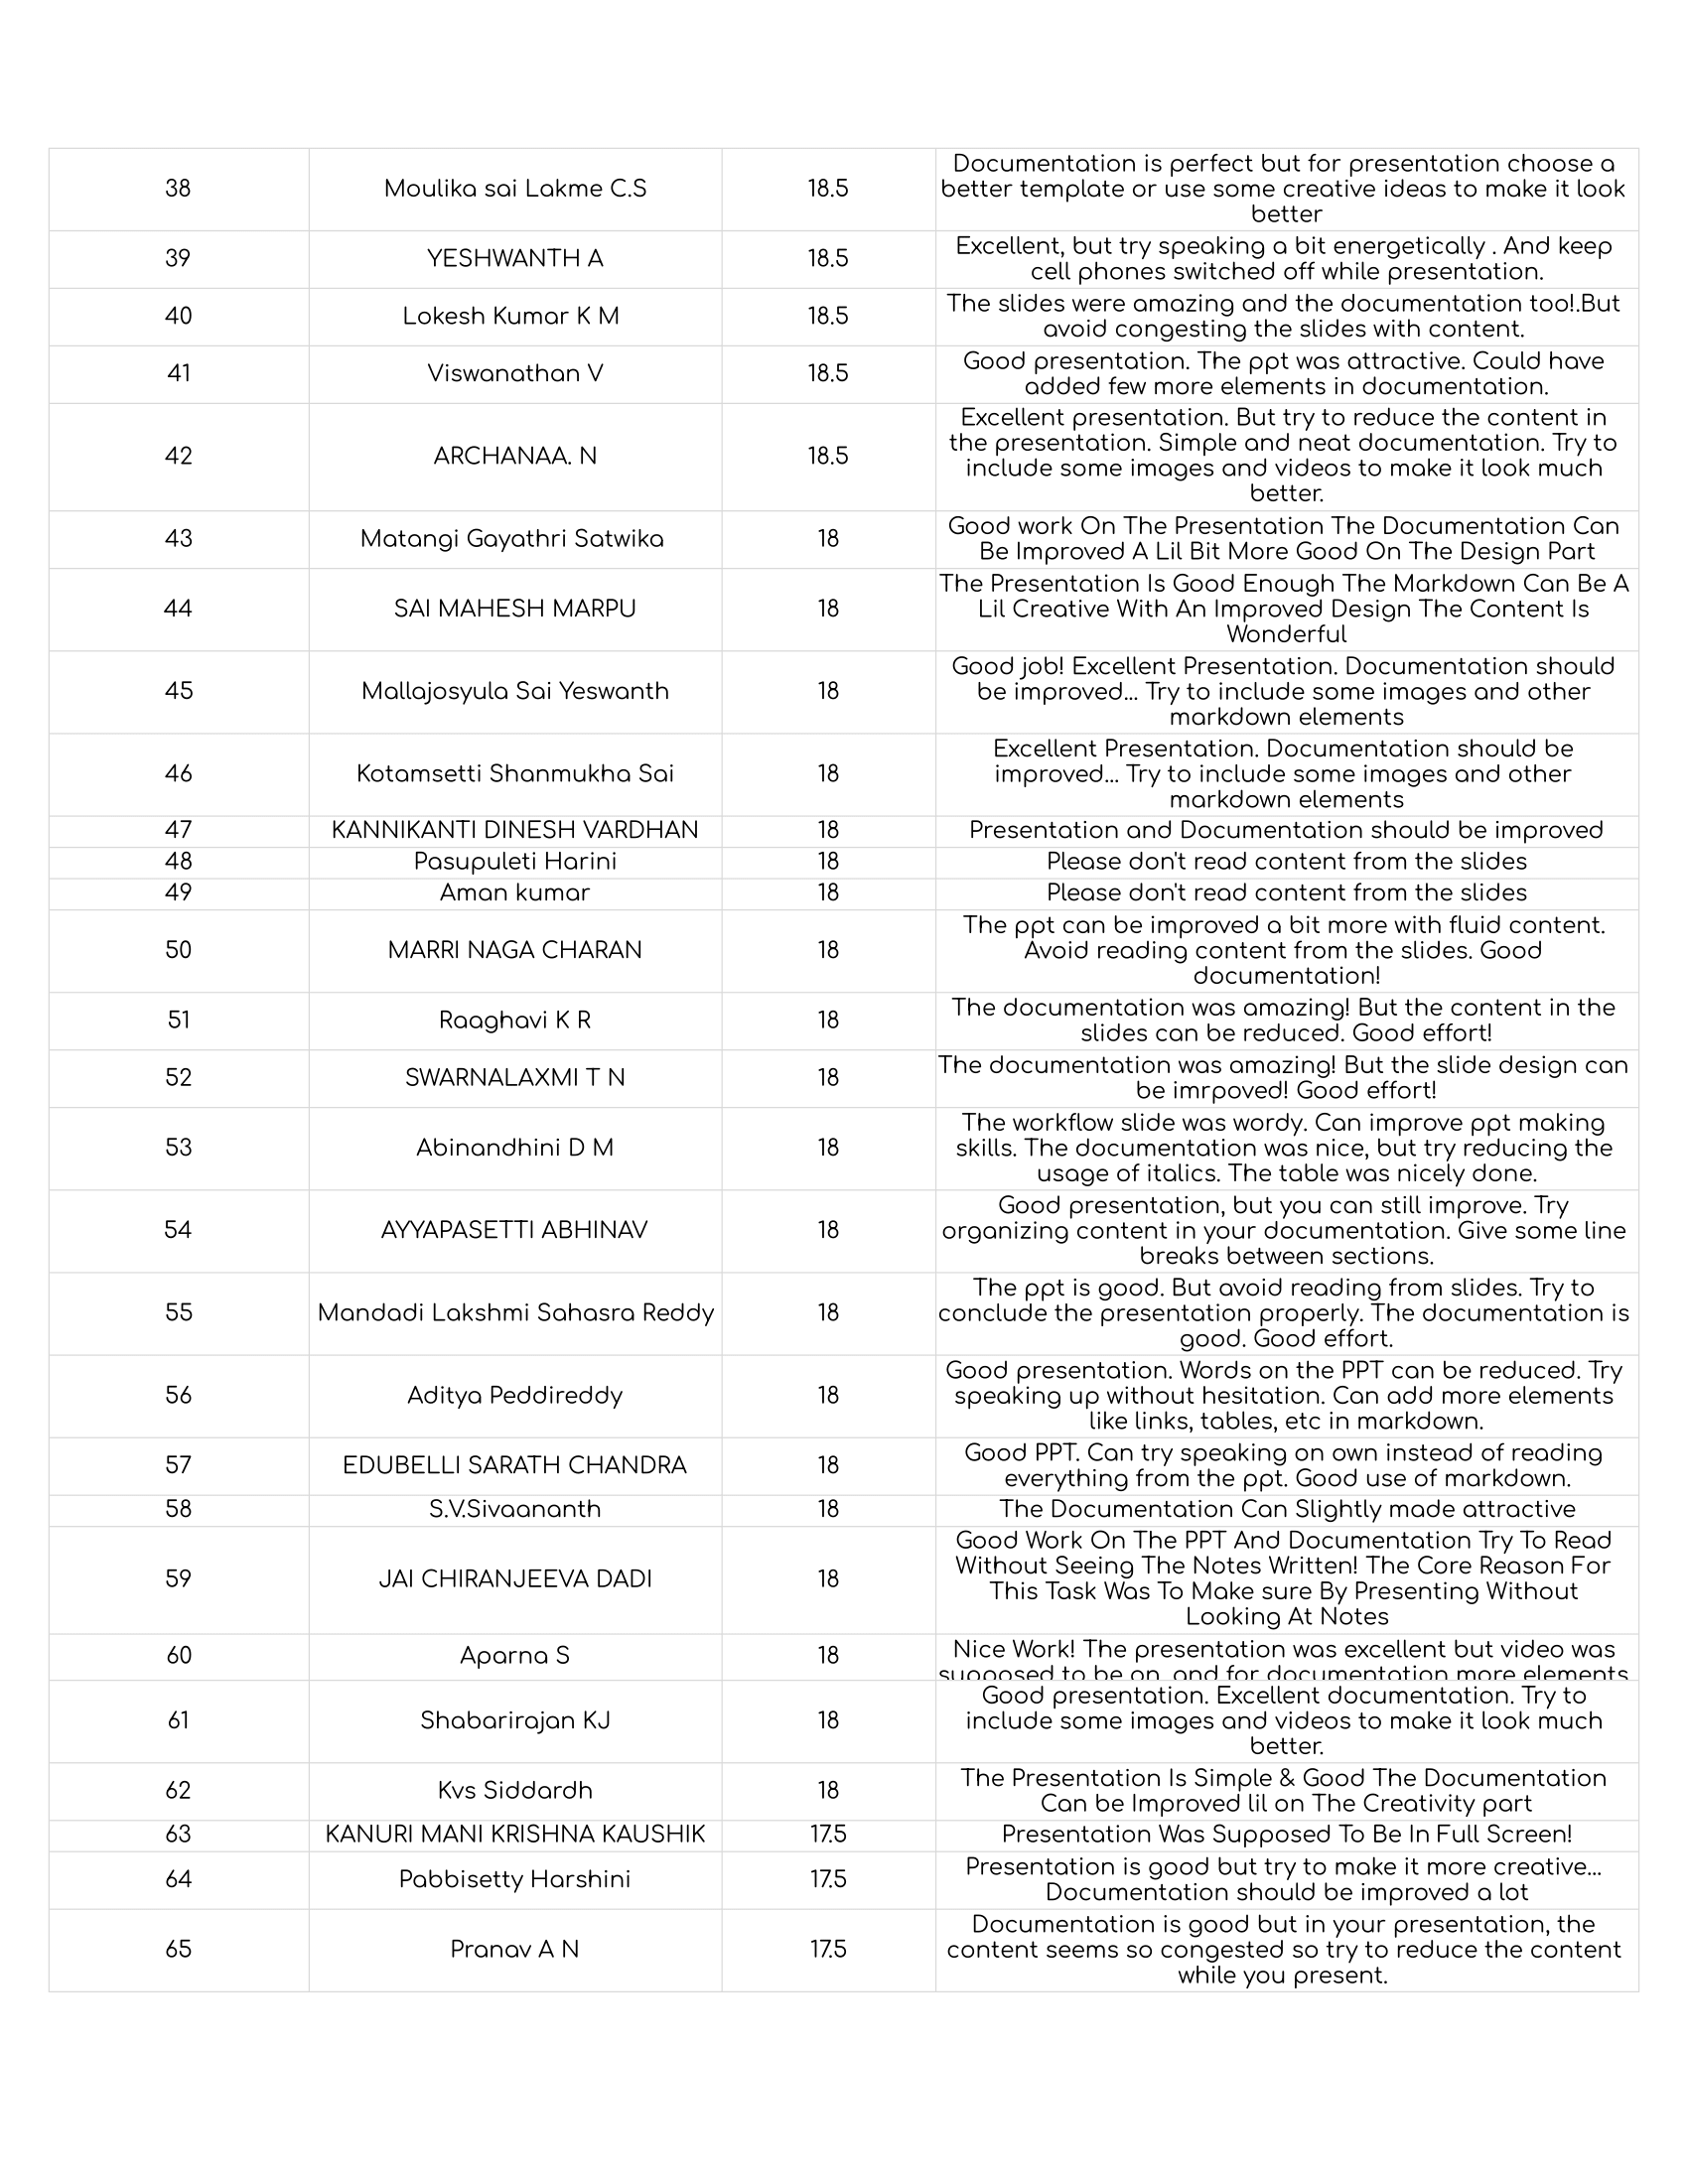 38 Moulika sai Lakme C.S 18.5 Documentation is perfect but for presentation choose a
better template or use some creative ideas to make it look
better
39 YESHWANTH A 18.5 Excellent, but try speaking a bit energetically . And keep
cell phones switched off while presentation.
40 Lokesh Kumar K M 18.5 The slides were amazing and the documentation too!.But
avoid congesting the slides with content.
41 Viswanathan V 18.5 Good presentation. The ppt was attractive. Could have
added few more elements in documentation.
42 ARCHANAA. N 18.5 Excellent presentation. But try to reduce the content in
the presentation. Simple and neat documentation. Try to
include some images and videos to make it look much
better.
43 Matangi Gayathri Satwika 18 Good work On The Presentation The Documentation Can
Be Improved A Lil Bit More Good On The Design Part
44 SAI MAHESH MARPU 18 The Presentation Is Good Enough The Markdown Can Be A
Lil Creative With An Improved Design The Content Is
Wonderful
45 Mallajosyula Sai Yeswanth 18 Good job! Excellent Presentation. Documentation should
be improved... Try to include some images and other
markdown elements
46 Kotamsetti Shanmukha Sai 18 Excellent Presentation. Documentation should be
improved... Try to include some images and other
markdown elements
47 KANNIKANTI DINESH VARDHAN 18 Presentation and Documentation should be improved
48 Pasupuleti Harini 18 Please don't read content from the slides
49 Aman kumar 18 Please don't read content from the slides
50 MARRI NAGA CHARAN 18 The ppt can be improved a bit more with fluid content.
Avoid reading content from the slides. Good
documentation!
51 Raaghavi K R 18 The documentation was amazing! But the content in the
slides can be reduced. Good effort!
52 SWARNALAXMI T N 18 The documentation was amazing! But the slide design can
be imrpoved! Good effort!
53 Abinandhini D M 18 The workflow slide was wordy. Can improve ppt making
skills. The documentation was nice, but try reducing the
usage of italics. The table was nicely done.
54 AYYAPASETTI ABHINAV 18 Good presentation, but you can still improve. Try
organizing content in your documentation. Give some line
breaks between sections.
55 Mandadi Lakshmi Sahasra Reddy 18 The ppt is good. But avoid reading from slides. Try to
conclude the presentation properly. The documentation is
good. Good effort.
56 Aditya Peddireddy 18 Good presentation. Words on the PPT can be reduced. Try
speaking up without hesitation. Can add more elements
like links, tables, etc in markdown.
57 EDUBELLI SARATH CHANDRA 18 Good PPT. Can try speaking on own instead of reading
everything from the ppt. Good use of markdown.
58 S.V.Sivaananth 18 The Documentation Can Slightly made attractive
59 JAI CHIRANJEEVA DADI 18 Good Work On The PPT And Documentation Try To Read
Without Seeing The Notes Written! The Core Reason For
This Task Was To Make sure By Presenting Without
Looking At Notes
60 Aparna S 18 Nice Work! The presentation was excellent but video was
supposed to be on, and for documentation more elements
61 Shabarirajan KJ 18 Good presentation. Excellent documentation. Try to
include some images and videos to make it look much
better.
62 Kvs Siddardh 18 The Presentation Is Simple & Good The Documentation
Can be Improved lil on The Creativity part
63 KANURI MANI KRISHNA KAUSHIK 17.5 Presentation Was Supposed To Be In Full Screen!
64 Pabbisetty Harshini 17.5 Presentation is good but try to make it more creative...
Documentation should be improved a lot
65 Pranav A N 17.5 Documentation is good but in your presentation, the
content seems so congested so try to reduce the content
while you present.